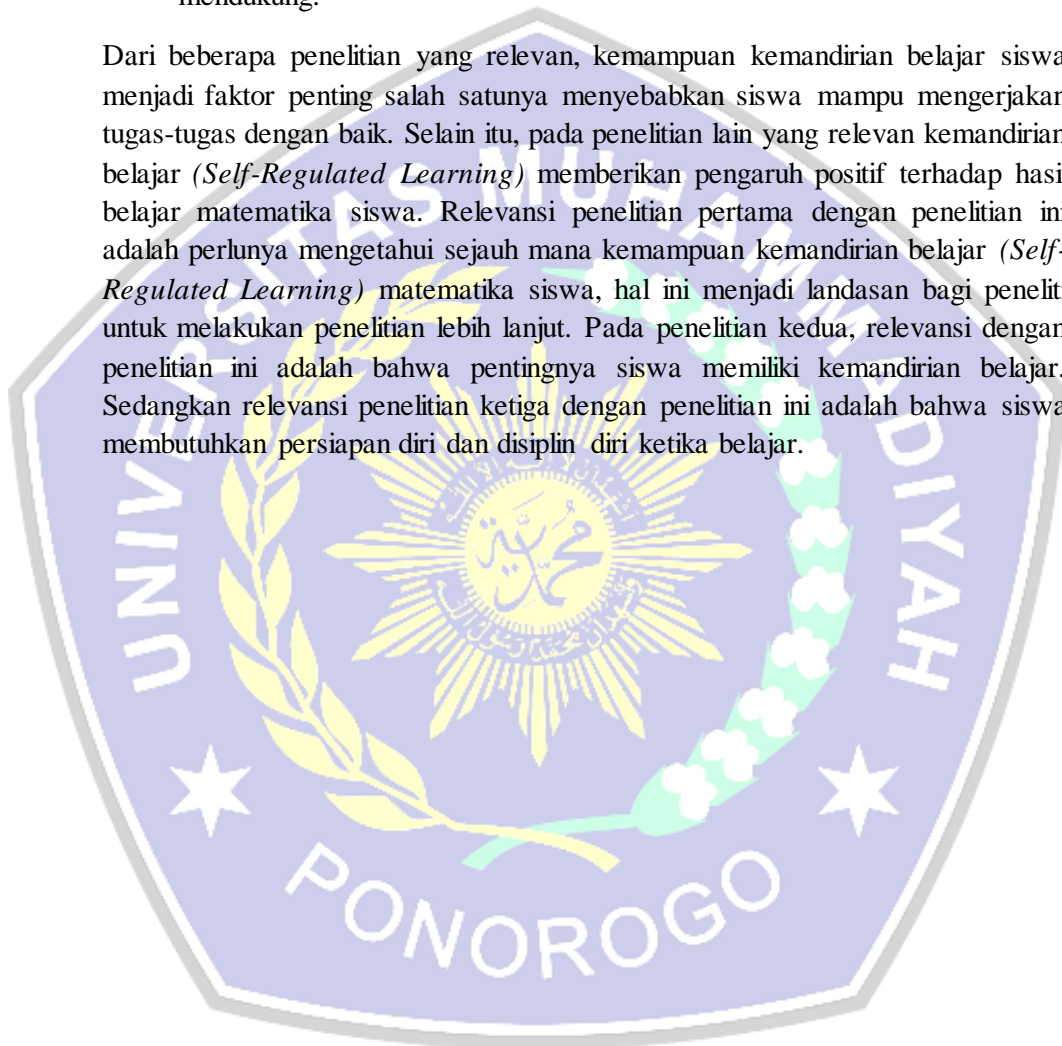 mendukung.
Dari beberapa penelitian yang relevan, kemampuan kemandirian belajar siswa
menjadi faktor penting salah satunya menyebabkan siswa mampu mengerjakan
tugas-tugas dengan baik. Selain itu, pada penelitian lain yang relevan kemandirian
belajar (Self-Regulated Learning) memberikan pengaruh positif terhadap hasi
belajar matematika siswa. Relevansi penelitian pertama dengan penelitian ini
adalah perlunya mengetahui sejauh mana kemampuan kemandirian belajar (Self-
Regulated Learning) matematika siswa, hal ini menjadi landasan bagi peneliti
untuk melakukan penelitian lebih lanjut. Pada penelitian kedua, relevansi dengan
penelitian ini adalah bahwa pentingnya siswa memiliki kemandirian belajar.
Sedangkan relevansi penelitian ketiga dengan penelitian ini adalah bahwa siswa
membutuhkan persiapan diri dan disiplin diri ketika belajar.
UNIVERSITAS MUHAMMADIYAH
محمدية
PONOROGO